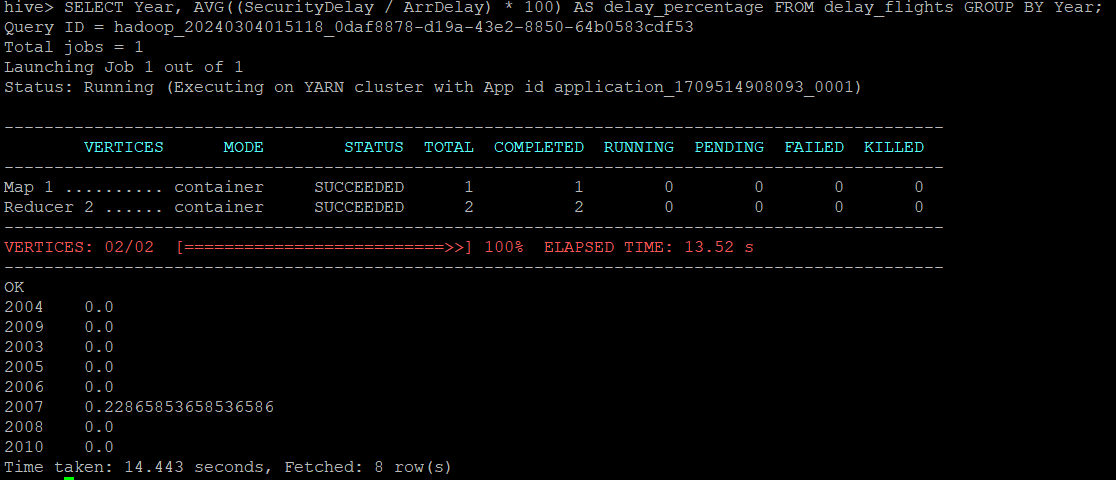 hive> SELECT Year, AVG((SecurityDelay / ArrDelay) * 100) AS delay_percentage FROM delay_flights GROUP BY Year;
Query ID = hadoop_20240304015118_0daf8878-d19a-43e2-8850-64b0583cdf53
Total jobs = 1
Launching Job 1 out of 1
Status: Running (Executing on YARN cluster with App id application_1709514908093_0001)
----------------------------------------------------------------------------------------------
        VERTICES      MODE        STATUS  TOTAL  COMPLETED  RUNNING  PENDING  FAILED  KILLED
----------------------------------------------------------------------------------------------
Map 1 .......... container     SUCCEEDED      1          1        0        0       0       0
Reducer 2 ...... container     SUCCEEDED      2          2        0        0       0       0
----------------------------------------------------------------------------------------------
VERTICES: 02/02  [==========================>>] 100%  ELAPSED TIME: 13.52 s
----------------------------------------------------------------------------------------------
OK
2004    0.0
2009    0.0
2003    0.0
2005    0.0
2006    0.0
2007    0.22865853658536586
2008    0.0
2010    0.0
Time taken: 14.443 seconds, Fetched: 8 row(s)